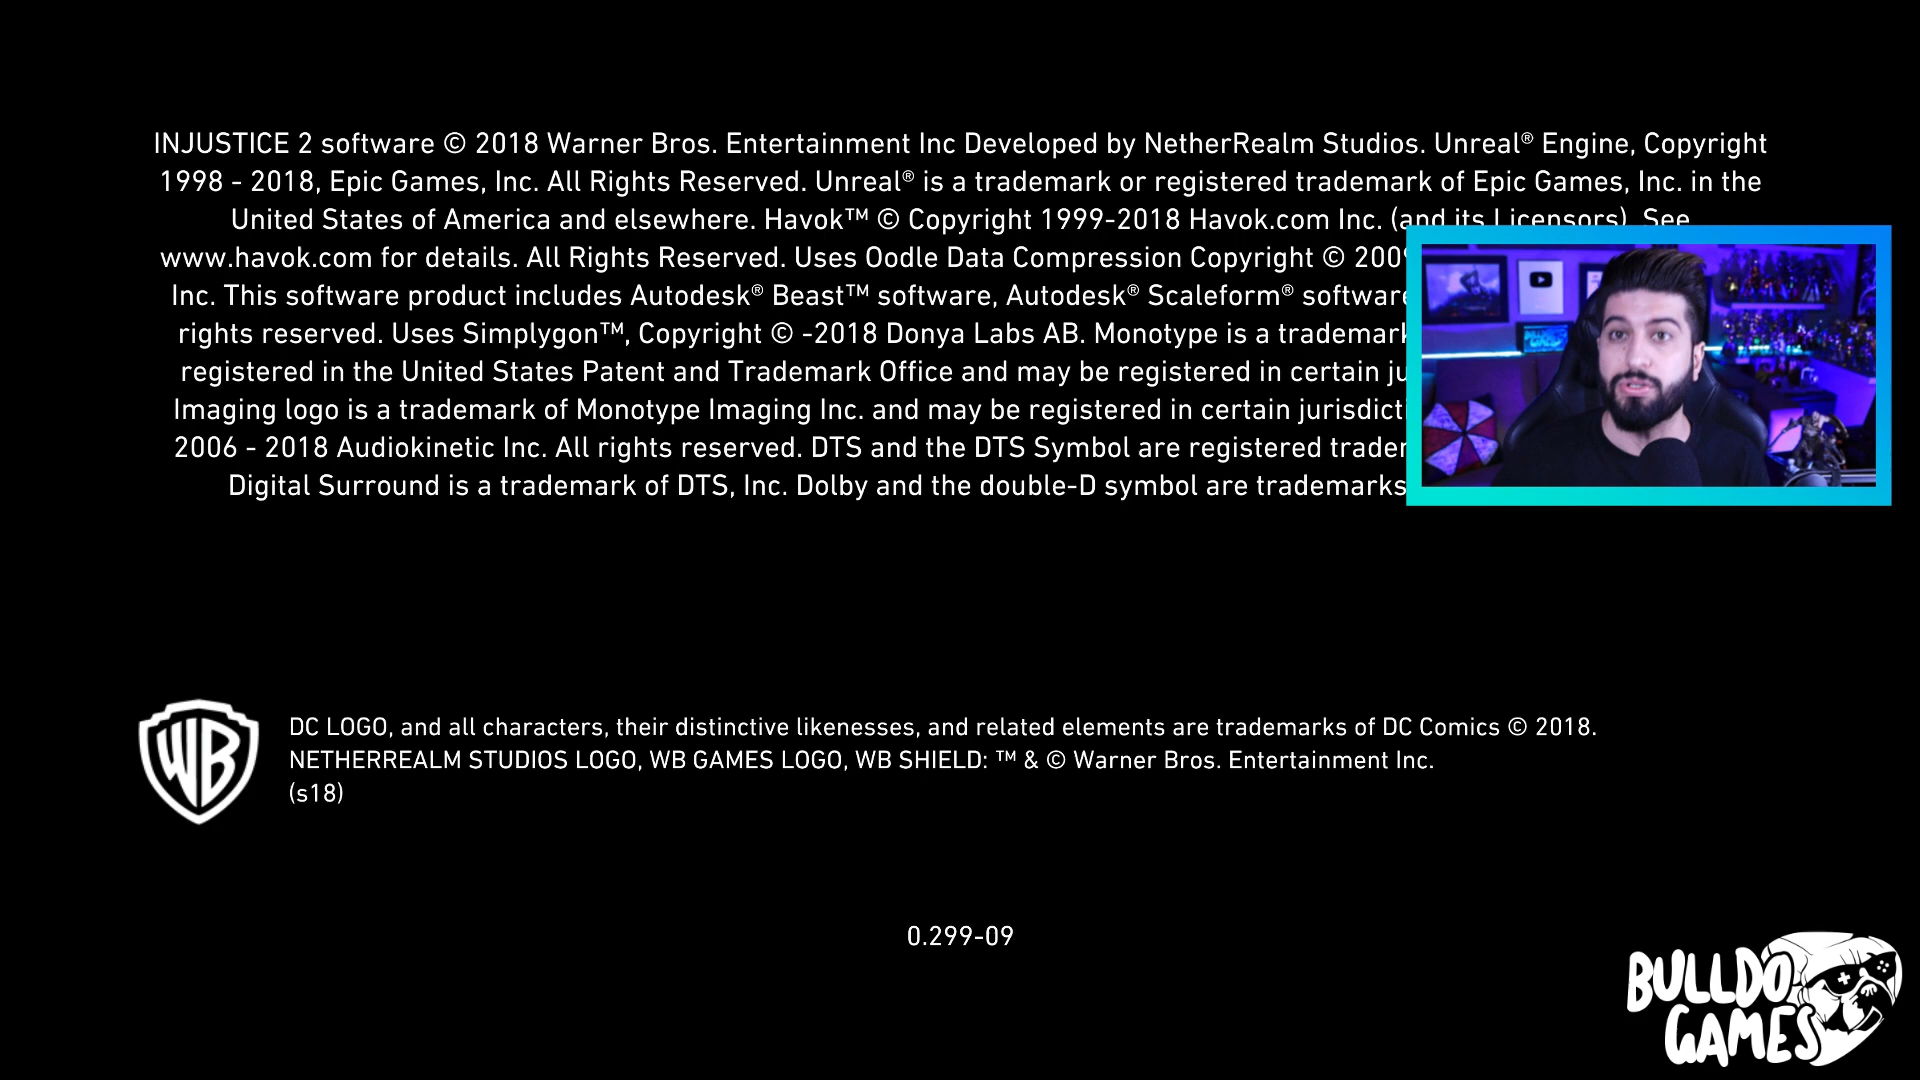 INJUSTICE 2 software © 2018 Warner Bros. Entertainment Inc Developed by NetherRealm Studios. Unreal® Engine, Copyright
1998 - 2018, Epic Games, Inc. All Rights Reserved. Unreal® is a trademark or registered trademark of Epic Games, Inc. in the
United States of America and elsewhere. Havok™ © Copyright 1999-2018 Havok.com Inc. (and its Licensors). See
www.havok.com for details. All Rights Reserved. Uses Oodle Data Compression Copyright ©
Inc. This software product includes Autodesk® Beast™ software, Autodesk® Scaleform® software
rights reserved. Uses Simplygon™, Copyright © -2018 Donya Labs AB. Monotype is a trademark
registered in the United States Patent and Trademark Office and may be registered in certain
Imaging logo is a trademark of Monotype Imaging Inc. and may be registered in certain
2006 - 2018 Audiokinetic Inc. All rights reserved. DTS and the DTS Symbol are registered
Digital Surround is a trademark of DTS, Inc. Dolby and the double-D symbol are trademarks
WB
DC LOGO, and all characters, their distinctive likenesses, and related elements are trademarks of DC Comics © 2018.
NETHERREALM STUDIOS LOGO, WB GAMES LOGO, WB SHIELD: ™ & © Warner Bros. Entertainment Inc.
(s18)
0.299-09
BULLDO
GAMES